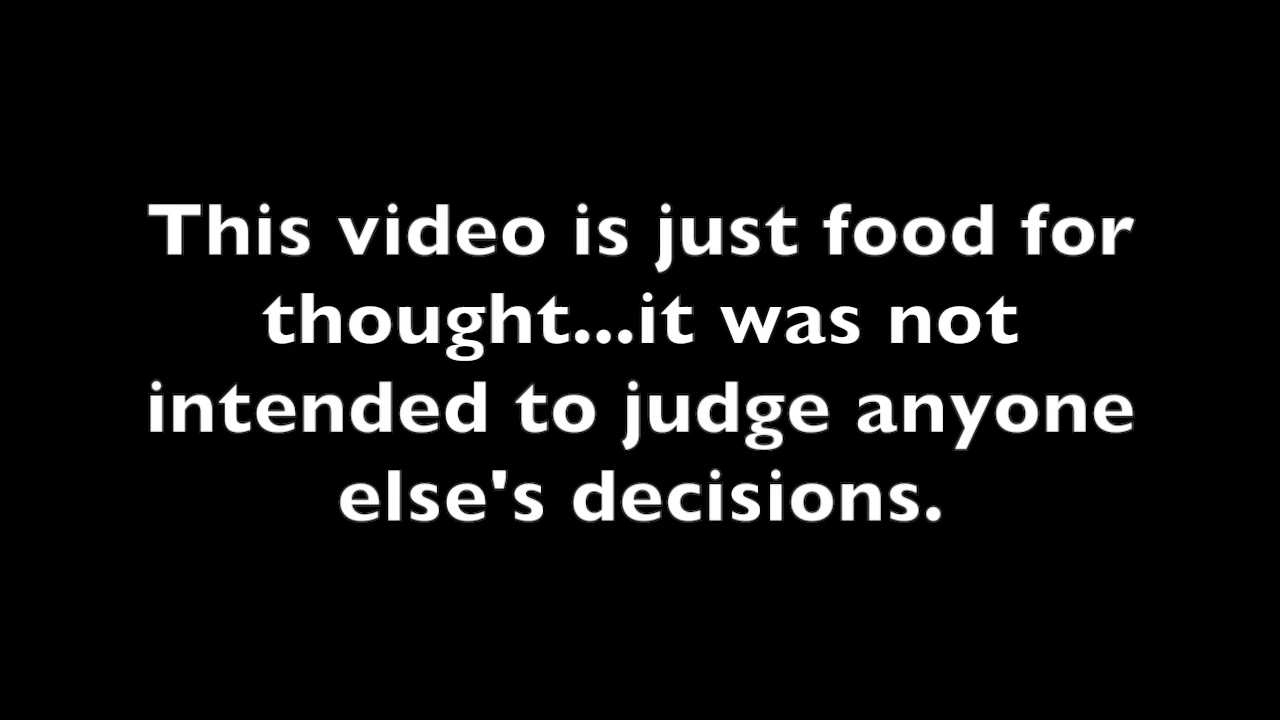 This video is just food for
thought...it was not
intended to judge anyone
else's decisions.